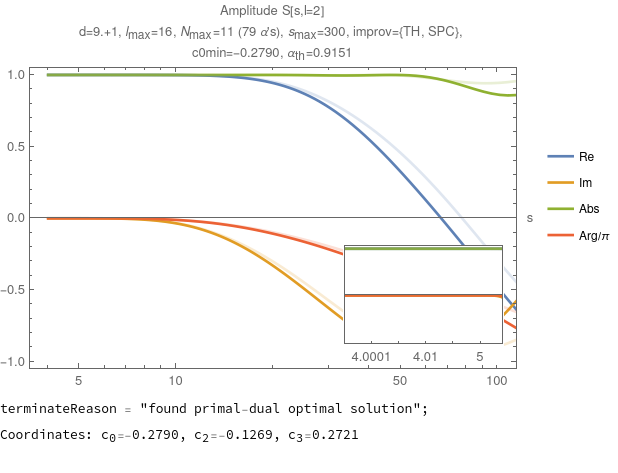 Amplitude S[s,l=2]
d=9.+1, lmax=16, Nmax=11 (79 α's), smax=300, improv={TH, SPC},
c0min=-0.2790, αth=0.9151
1.0
0.5
0.0
-0.5
-1.0
s
Re
Im
Abs
Arg/π
4.0001 4.01 5
5 10 50 100
terminateReason = "found primal-dual optimal solution";
Coordinates: c0=-0.2790, c2=-0.1269, c3=0.2721